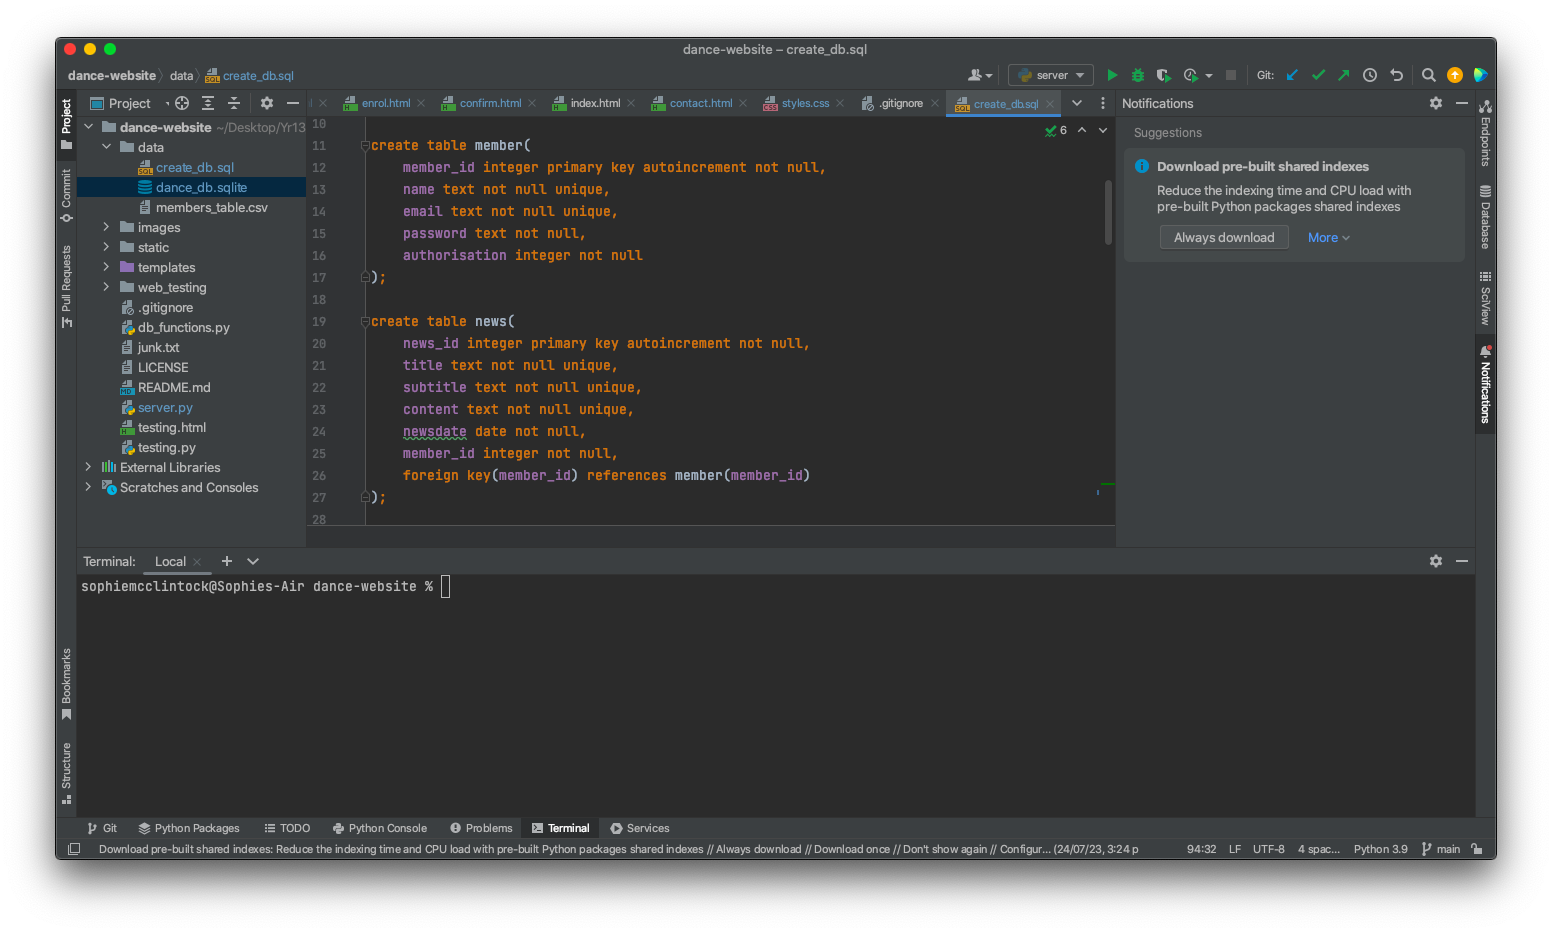 dance-website – create_db.sql
dance-website data create_db.sql
server
Git:
Project
enrol.html
confirm.html
index.html
contact.html
styles.css
.gitignore
create_db.sql
Notifications
Project
Commit
Pull Requests
Bookmarks
Structure
dance-website ~/Desktop/Yr13
data
create_db.sql
dance_db.sqlite
members_table.csv
images
static
templates
web_testing
.gitignore
db_functions.py
junk.txt
LICENSE
README.md
server.py
testing.html
testing.py
External Libraries
Scratches and Consoles
6
10
11 create table member(
12 member_id integer primary key autoincrement not null,
13 name text not null unique,
14 email text not null unique,
15 password text not null,
16 authorisation integer not null
17 );
18
19 create table news(
20 news_id integer primary key autoincrement not null,
21 title text not null unique,
22 subtitle text not null unique,
23 content text not null unique,
24 newsdate date not null,
25 member_id integer not null,
26 foreign key(member_id) references member(member_id)
27 );
28
Suggestions
Download pre-built shared indexes
Reduce the indexing time and CPU load with
pre-built Python packages shared indexes
Always download
More
Endpoints
Database
SciView
Notifications
Terminal: Local
sophiemcclintock@Sophies-Air dance-website %
Git
Python Packages
TODO
Python Console
Problems
Terminal
Services
Download pre-built shared indexes: Reduce the indexing time and CPU load with pre-built Python packages shared indexes // Always download // Download once // Don't show again // Configur... (24/07/23, 3:24 p
94:32 LF UTF-8 4 spac... Python 3.9 main